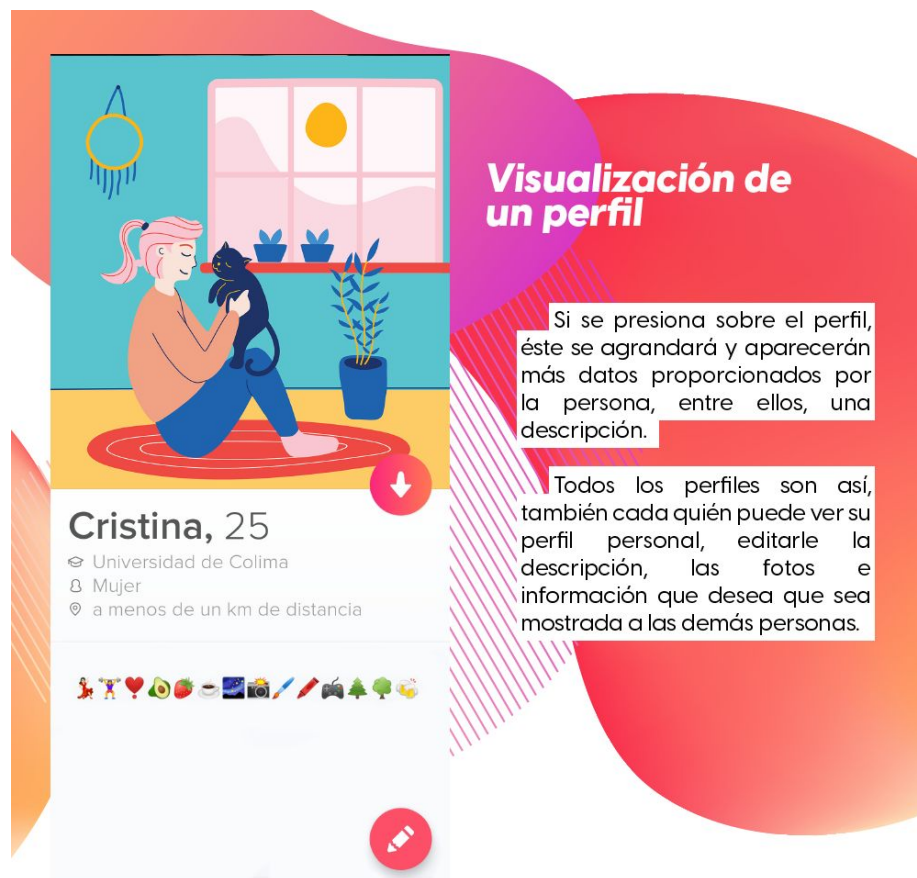 Visualización de
un perfil
Si se presiona sobre el perfil,
éste se agrandará y aparecerán
más datos proporcionados por
la persona, entre ellos, una
descripción.
Todos los perfiles son así,
también cada quién puede ver su
perfil personal, editarle la
descripción, las fotos e
información que desea que sea
mostrada a las demás personas.
Cristina, 25
Universidad de Colima
Mujer
a menos de un km de distancia